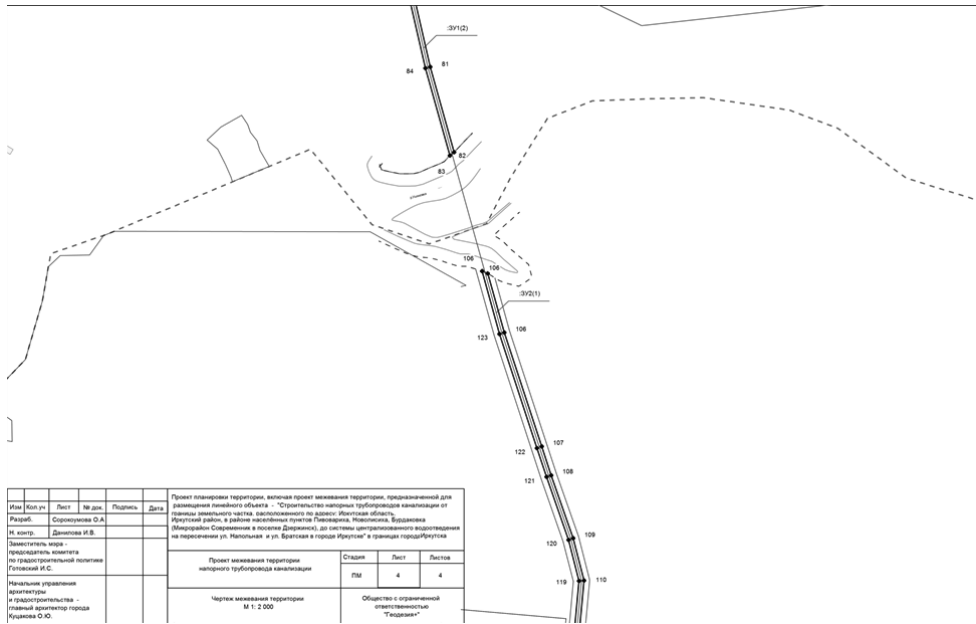 :ЗУ1(2)
84
81
82
83
106
106
:ЗУ2(1)
106
123
107
122
108
121
109
120
119
110
Изм Кол.уч Лист № док. Подпись Дата
Разраб. Сорокоумова О.А
Н. контр. Данилова И.В.
Заместитель мэра -
председатель комитета
по градостроительной политике
Готовский И.С.
Начальник управления
архитектуры
и градостроительства -
главный архитектор города
Куцакова О.Ю.
Проект планировки территории, включая проект межевания территории, предназначенной для
размещения линейного объекта - "Строительство напорных трубопроводов канализации от
границы земельного частка, расположенного по адресу: Иркутская область,
Иркутский район, в районе населённых пунктов Пивовариха, Новолисиха, Бурдаковка
(Микрорайон Современник в поселке Дзержинск), до системы централизованного водоотведения
на пересечении ул. Напольная и ул. Братская в городе Иркутске" в границах городаИркутска
Проект межевания территории
напорного трубопровода канализации
Стадия Лист Листов
ПМ 4 4
Чертеж межевания территории
М 1: 2 000
Общество с ограниченной
ответственностью
"Геодезия+"